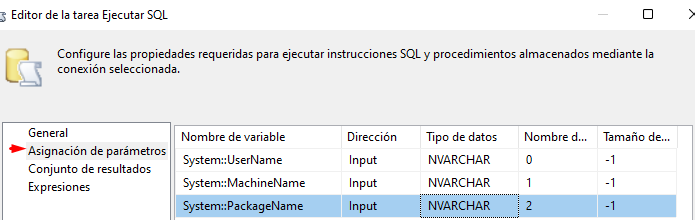 Editor de la tarea Ejecutar SQL
Configure las propiedades requeridas para ejecutar instrucciones SQL y procedimientos almacenados mediante la
conexión seleccionada.
General
Asignación de parámetros
Conjunto de resultados
Expresiones
Nombre de variable Dirección Tipo de datos Nombre d... Tamaño de...
System::UserName Input NVARCHAR 0 -1
System::MachineName Input NVARCHAR 1 -1
System::PackageName Input NVARCHAR 2 -1